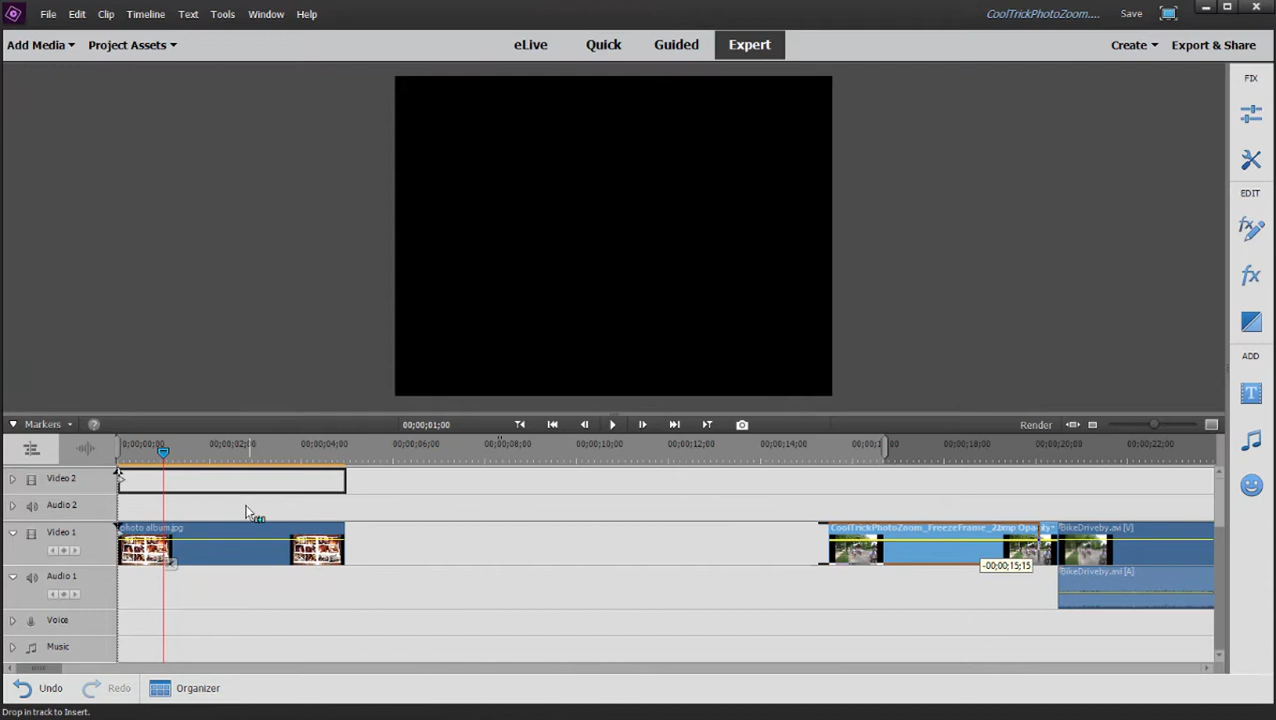 File Edit Clip Timeline Text Tools Window Help
CoolTrickPhotoZoom.... Save
Add Media Project Assets
eLive Quick Guided Expert
Create Export & Share
FIX
EDIT
ADD
Markers
00;00;01;00
Render
0;00;00;00 00;00;02;00 00;00;04;00 00;00;06;00 00;00;08;00 00;00;10;00 00;00;12;00 00;00;14;00 00;00;18;00 00;00;20;00 00;00;22;00
Video 2
Audio 2
Video 1
photo album.jpg
CoolTrickPhotoZoom_FreezeFrame_2.bmp
BikeDriveby.avi [V]
-00;00;15;15
Audio 1
BikeDriveby.avi [A]
Voice
Music
Undo Redo Organizer
Drop in track to Insert.